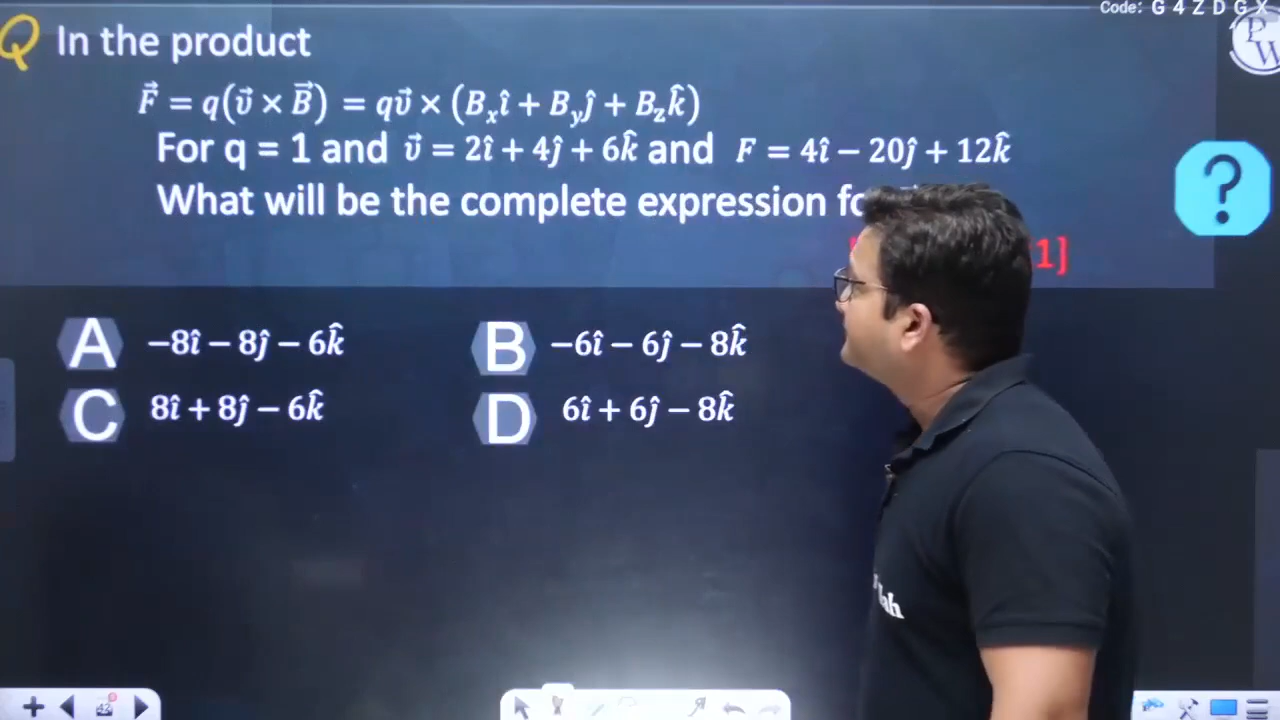 Code: G 4 Z D G X
Q In the product
PW
F⃗ = q(v⃗ × B⃗) = qv⃗ × (Bₓî + Bᵧĵ + B_z k̂)
For q = 1 and v⃗ = 2î + 4ĵ + 6k̂ and F = 4î − 20ĵ + 12k̂
What will be the complete expression
?
1]
A −8î − 8ĵ − 6k̂
B −6î − 6ĵ − 8k̂
C 8î + 8ĵ − 6k̂
D 6î + 6ĵ − 8k̂
42